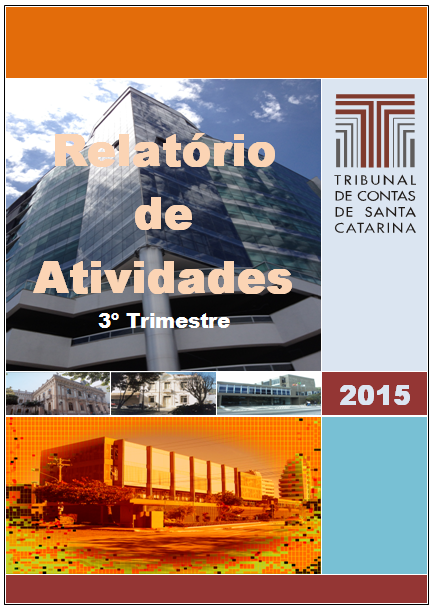 Relatório
de
Atividades
3º Trimestre
TRIBUNAL
DE CONTAS
DE SANTA
CATARINA
2015